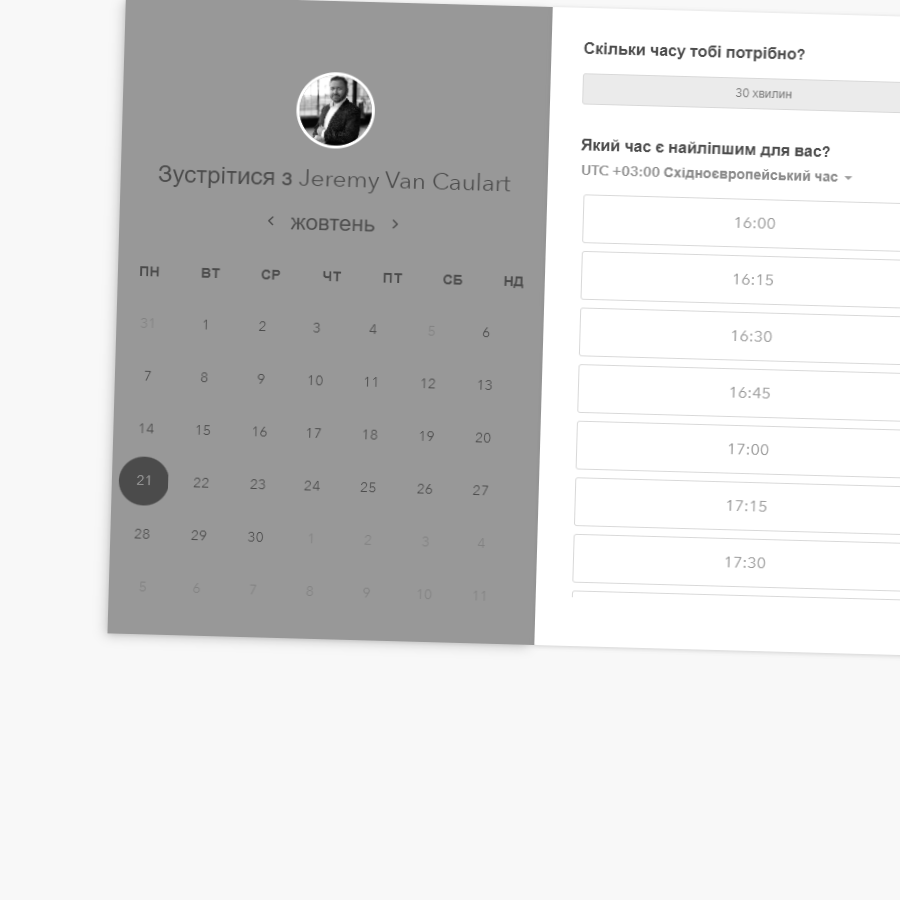 Зустрітися з Jeremy Van Caulart
жовтень
ПН ВТ СР ЧТ ПТ СБ НД
31 1 2 3 4 5 6
7 8 9 10 11 12 13
14 15 16 17 18 19 20
21 22 23 24 25 26 27
28 29 30 1 2 3 4
5 6 7 8 9 10 11
Скільки часу тобі потрібно?
30 хвилин
Який час є найліпшим для вас?
UTC +03:00 Східноєвропейський час
16:00
16:15
16:30
16:45
17:00
17:15
17:30